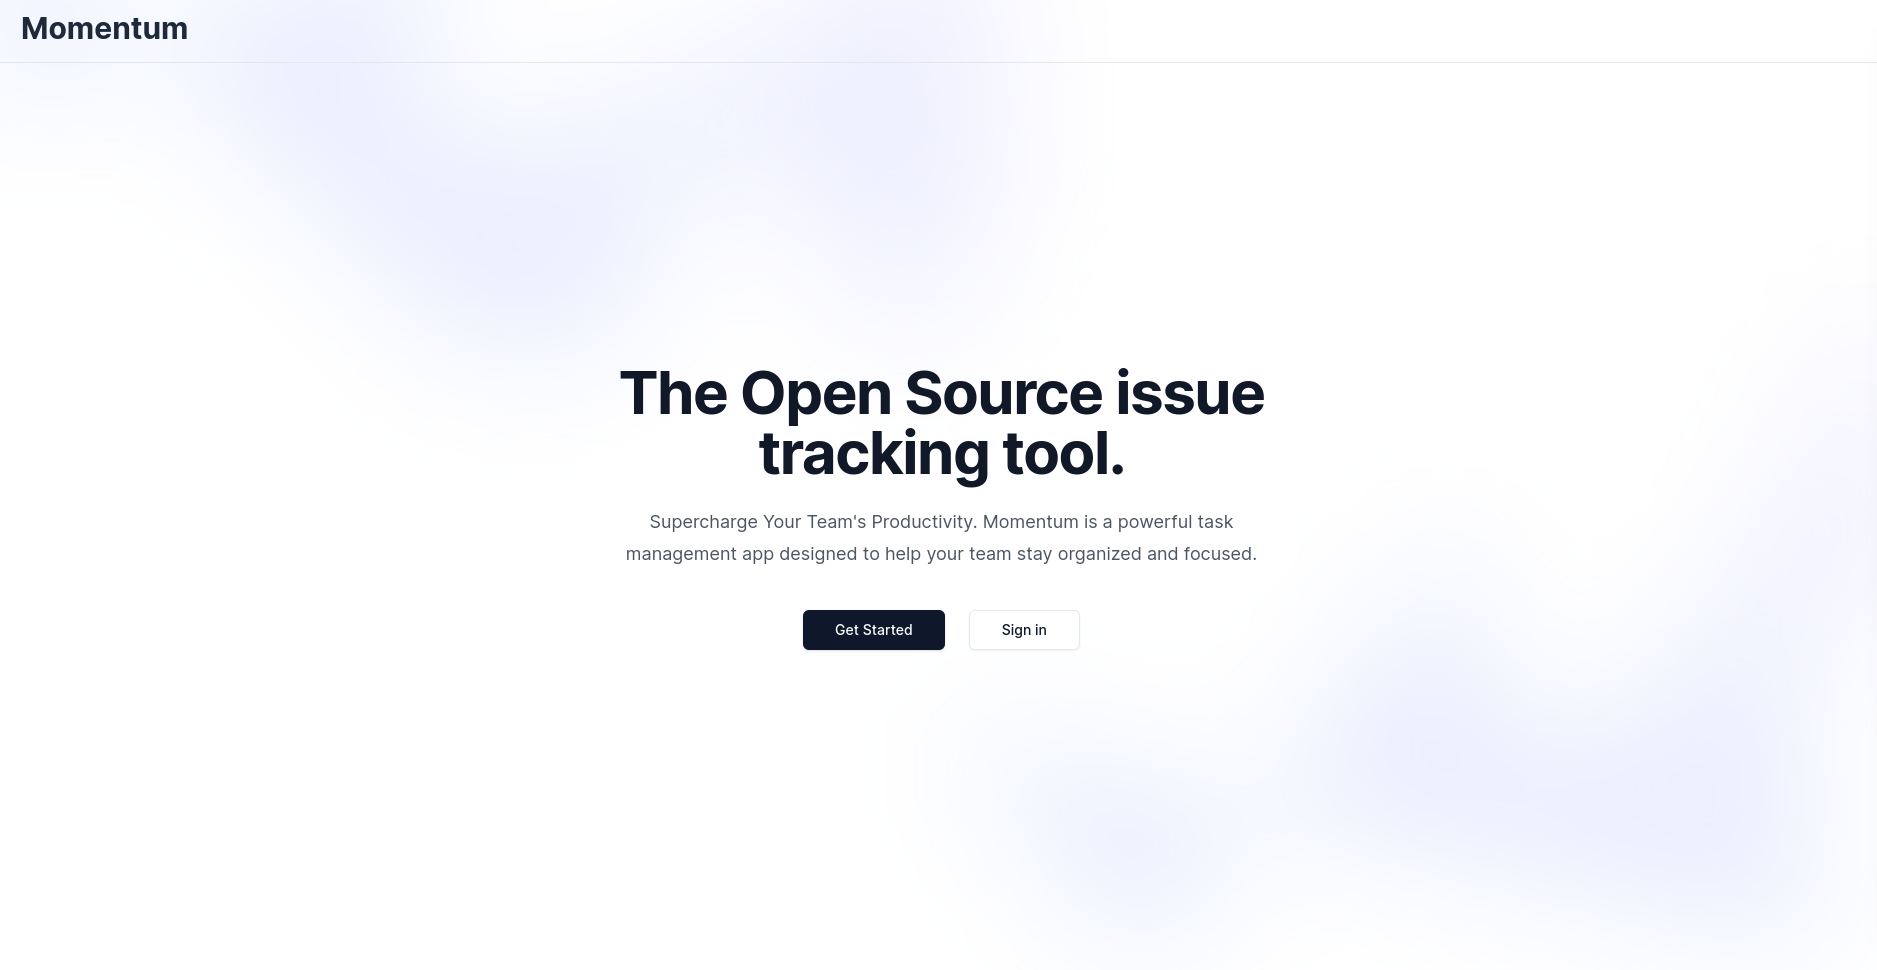 Momentum
The Open Source issue
tracking tool.
Supercharge Your Team's Productivity. Momentum is a powerful task
management app designed to help your team stay organized and focused.
Get Started
Sign in